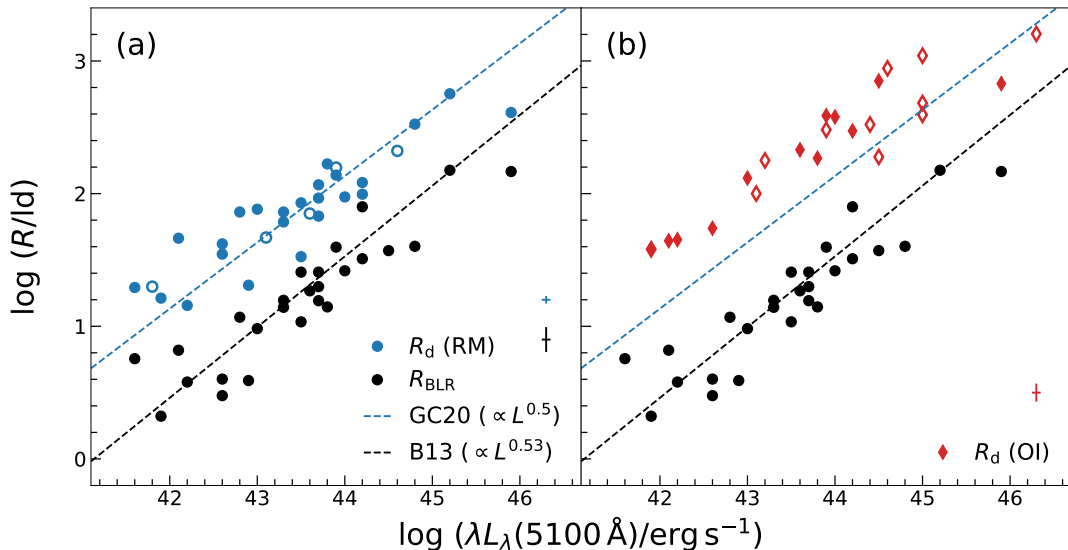 (a)
(b)
3
2
1
0
log (R/ld)
R_d (RM)
R_BLR
GC20 (∝ L^0.5)
B13 (∝ L^0.53)
R_d (OI)
42 43 44 45 46
42 43 44 45 46
log (λL_λ(5100 Å)/erg s^−1)